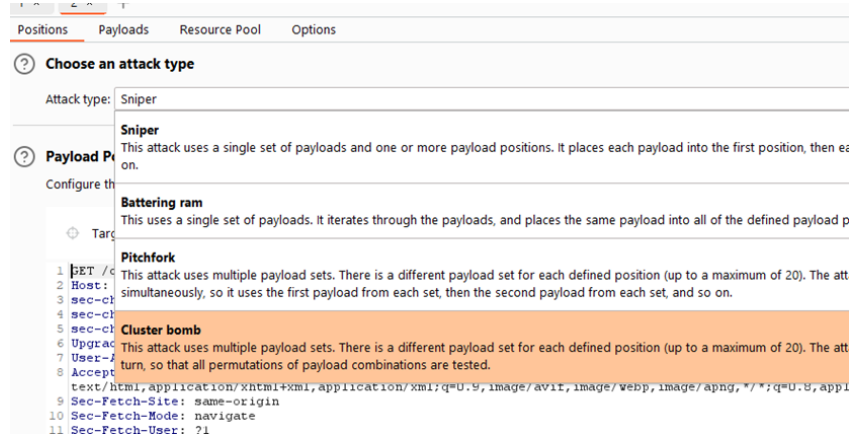 2 ×
Positions Payloads Resource Pool Options
? Choose an attack type
Attack type: Sniper
Sniper
This attack uses a single set of payloads and one or more payload positions. It places each payload into the first position, then ea
on.
? Payload P
Configure th
Battering ram
This uses a single set of payloads. It iterates through the payloads, and places the same payload into all of the defined payload p
Targ
Pitchfork
This attack uses multiple payload sets. There is a different payload set for each defined position (up to a maximum of 20). The att
simultaneously, so it uses the first payload from each set, then the second payload from each set, and so on.
Cluster bomb
This attack uses multiple payload sets. There is a different payload set for each defined position (up to a maximum of 20). The att
turn, so that all permutations of payload combinations are tested.
1 GET /
2 Host:
3 sec-ch
4 sec-ch
5 sec-ch
6 Upgrad
7 User-A
8 Accept
text/html,application/xhtml+xml,application/xml;q=0.9,image/avif,image/webp,image/apng,*/*;q=0.8,appl
9 Sec-Fetch-Site: same-origin
10 Sec-Fetch-Mode: navigate
11 Sec-Fetch-User: ?1